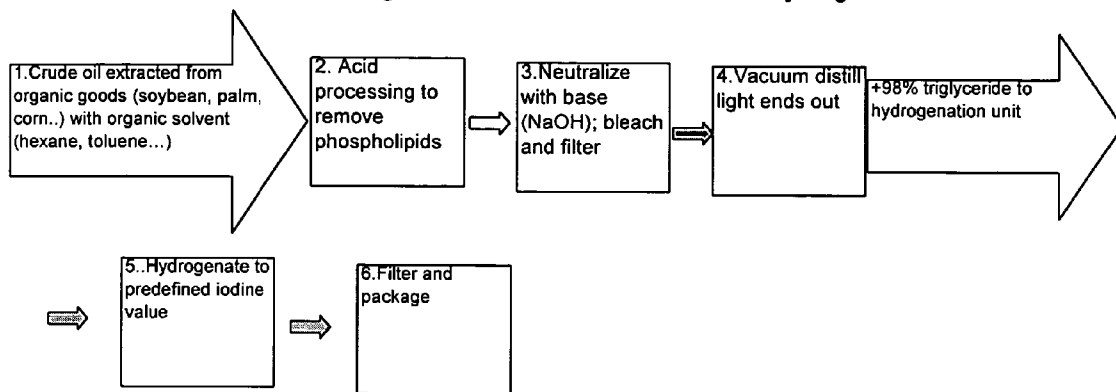 1.Crude oil extracted from
organic goods (soybean, palm,
corn..) with organic solvent
(hexane, toluene…)
2. Acid
processing to
remove
phospholipids
3.Neutralize
with base
(NaOH); bleach
and filter
4.Vacuum distill
light ends out
+98% triglyceride to
hydrogenation unit
5..Hydrogenate to
predefined iodine
value
6.Filter and
package